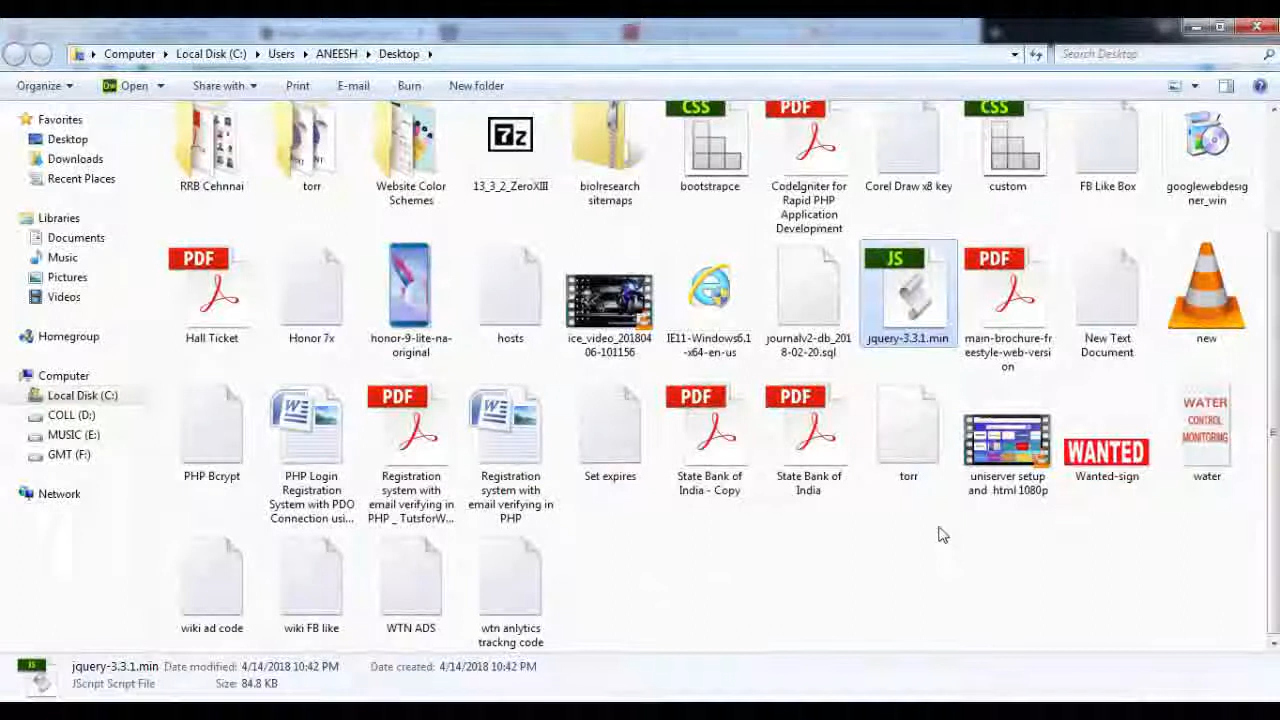 Computer Local Disk (C:) Users ANEESH Desktop
Search Desktop
Organize
Dw Open
Share with
Print
E-mail
Burn
New folder
Favorites
Desktop
Downloads
Recent Places
Libraries
Documents
Music
Pictures
Videos
Homegroup
Computer
Local Disk (C:)
COLL (D:)
MUSIC (E:)
GMT (F:)
Network
RRB Cehnnai
torr
Website Color
Schemes
7z
13_3_2_ZeroXIII
biolresearch
sitemaps
CSS
bootstrapce
PDF
CodeIgniter for
Rapid PHP
Application
Development
Corel Draw x8 key
CSS
custom
FB Like Box
googlewebdesig
ner_win
PDF
Hall Ticket
Honor 7x
honor-9-lite-na-
original
hosts
ice_video_201804
06-101156
IE11-Windows6.1
-x64-en-us
journalv2-db_201
8-02-20.sql
JS
jquery-3.3.1.min
PDF
main-brochure-fr
eestyle-web-versi
on
New Text
Document
new
PHP Bcrypt
W
PHP Login
Registration
System with PDO
Connection usi...
PDF
Registration
system with
email verifying in
PHP _ TutsforW...
W
Registration
system with
email verifying in
PHP
Set expires
PDF
State Bank of
India - Copy
PDF
State Bank of
India
torr
uniserver setup
and html 1080p
WANTED
Wanted-sign
WATER
CONTROL
MONITORING
water
wiki ad code
wiki FB like
WTN ADS
wtn anlytics
trackng code
JS
jquery-3.3.1.min Date modified: 4/14/2018 10:42 PM Date created: 4/14/2018 10:42 PM
JScript Script File Size: 84.8 KB